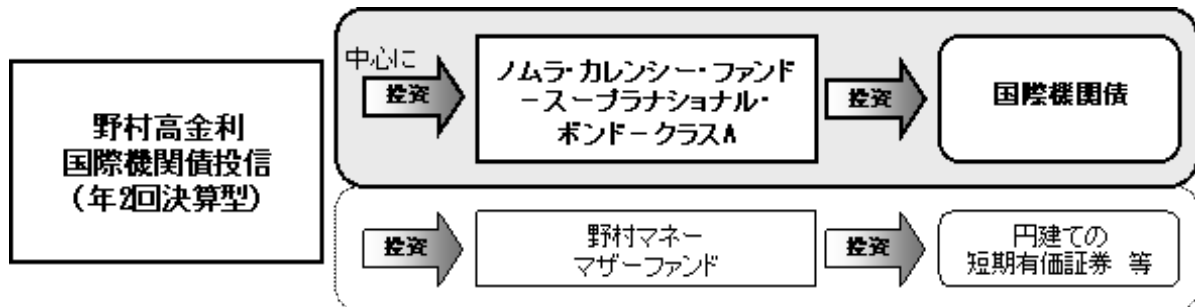 野村高金利
国際機関債投信
（年2回決算型）
中心に
投資
ノムラ・カレンシー・ファンド
－スープラナショナル・
ボンド－クラスA
投資
国際機関債
投資
野村マネー
マザーファンド
投資
円建ての
短期有価証券 等